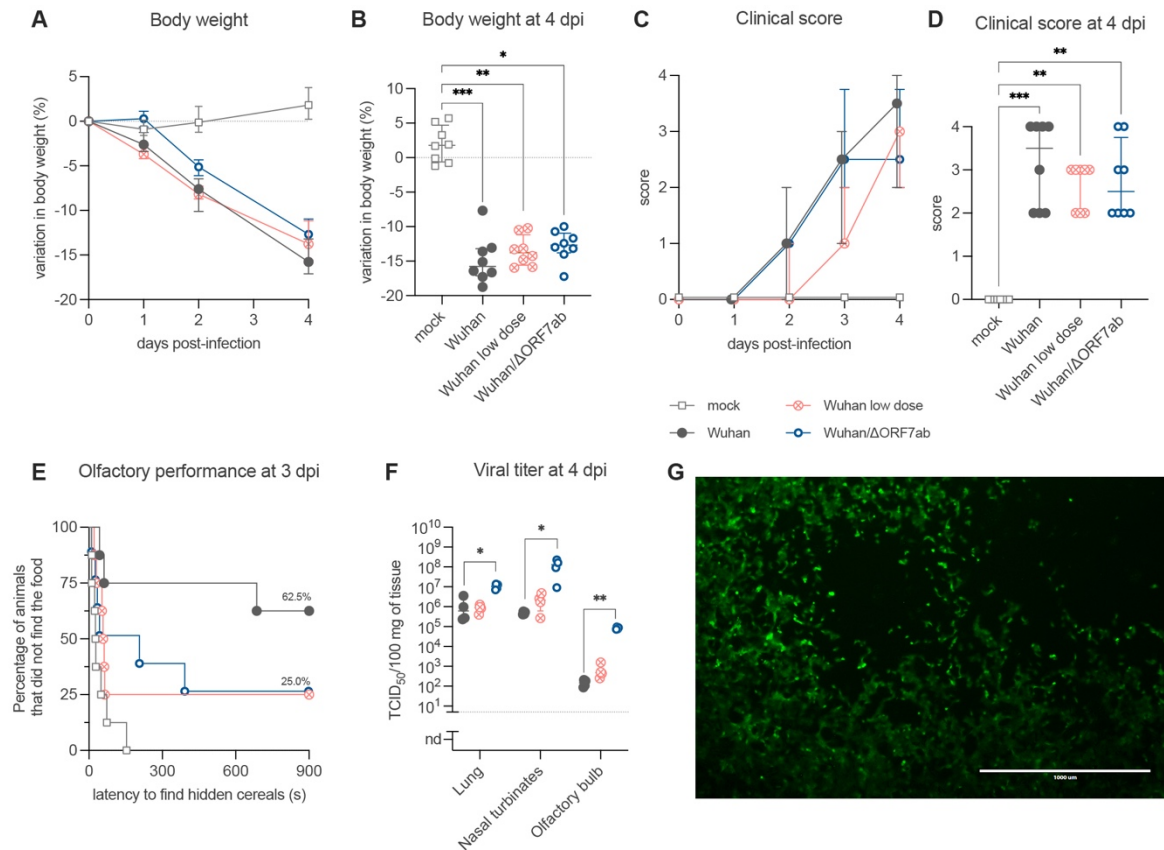 A Body weight
variation in body weight (%)
5
0
-5
-10
-15
-20
0 1 2 3 4
days post-infection
B Body weight at 4 dpi
*
**
***
variation in body weight (%)
10
5
0
-5
-10
-15
-20
mock
Wuhan
Wuhan low dose
Wuhan/ΔORF7ab
C Clinical score
score
4
3
2
1
0
0 1 2 3 4
days post-infection
D Clinical score at 4 dpi
**
**
***
score
4
3
2
1
0
mock
Wuhan
Wuhan low dose
Wuhan/ΔORF7ab
mock
Wuhan
Wuhan low dose
Wuhan/ΔORF7ab
E Olfactory performance at 3 dpi
Percentage of animals
that did not find the food
100
75
50
25
0
62.5%
25.0%
0 300 600 900
latency to find hidden cereals (s)
F Viral titer at 4 dpi
TCID50/100 mg of tissue
10^10
10^9
10^8
10^7
10^6
10^5
10^4
10^3
10^2
10^1
nd
*
*
**
Lung
Nasal turbinates
Olfactory bulb
G
1000 um